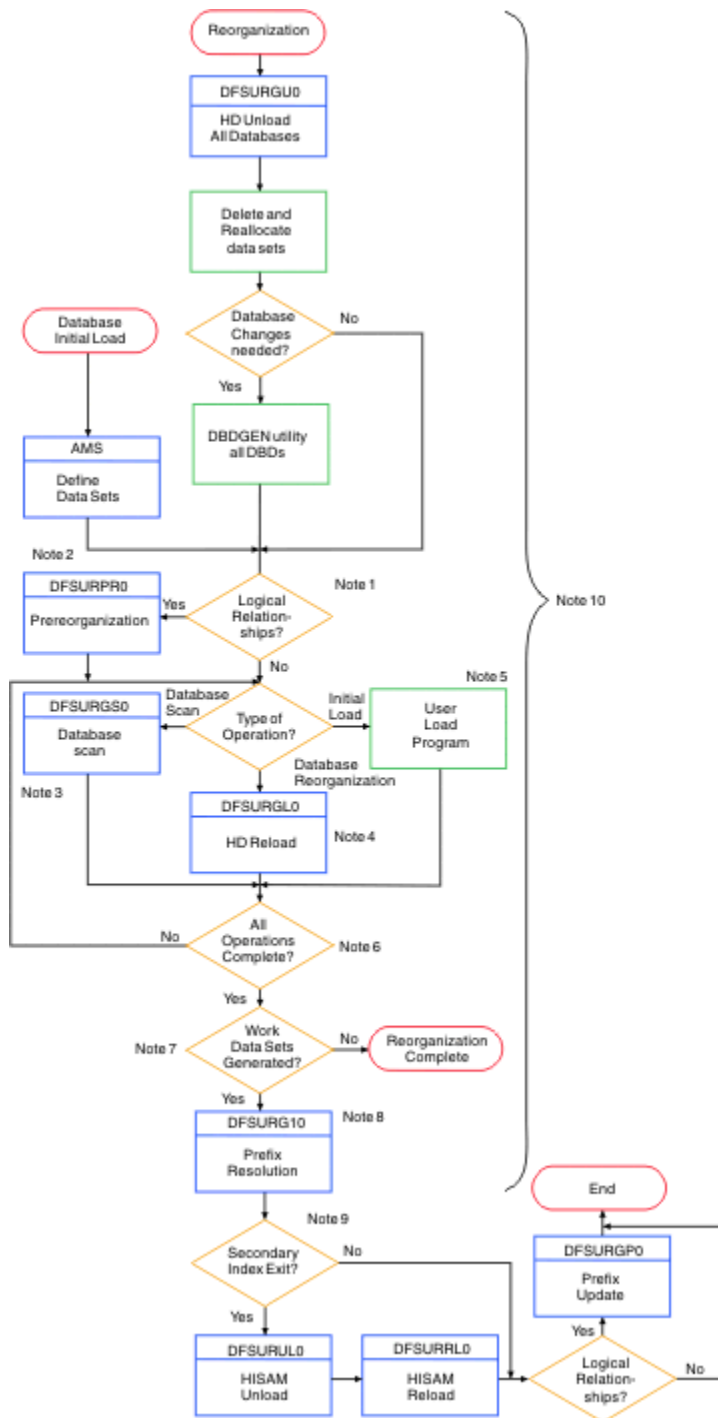 Reorganization
DFSURGU0
HD Unload
All Databases
Delete and
Reallocate
data sets
Database
Initial Load
Database
Changes
needed?
No
Yes
DBDGEN utility
all DBDs
AMS
Define
Data Sets
Note 2
Note 1
DFSURPR0
Prereorganization
Yes
Logical
Relation-
ships?
Note 10
No
Note 5
Database
Scan
Initial
Load
DFSURGS0
Database
scan
Type of
Operation?
User
Load
Program
Database
Reorganization
Note 3
DFSURGL0
HD Reload
Note 4
All
Operations
Complete?
No
Note 6
Yes
Note 7
Work
Data Sets
Generated?
No
Reorganization
Complete
Yes
Note 8
DFSURG10
Prefix
Resolution
End
Note 9
Secondary
Index Exit?
No
DFSURGP0
Prefix
Update
Yes
Yes
DFSURUL0
HISAM
Unload
DFSURRL0
HISAM
Reload
Logical
Relation-
ships?
No